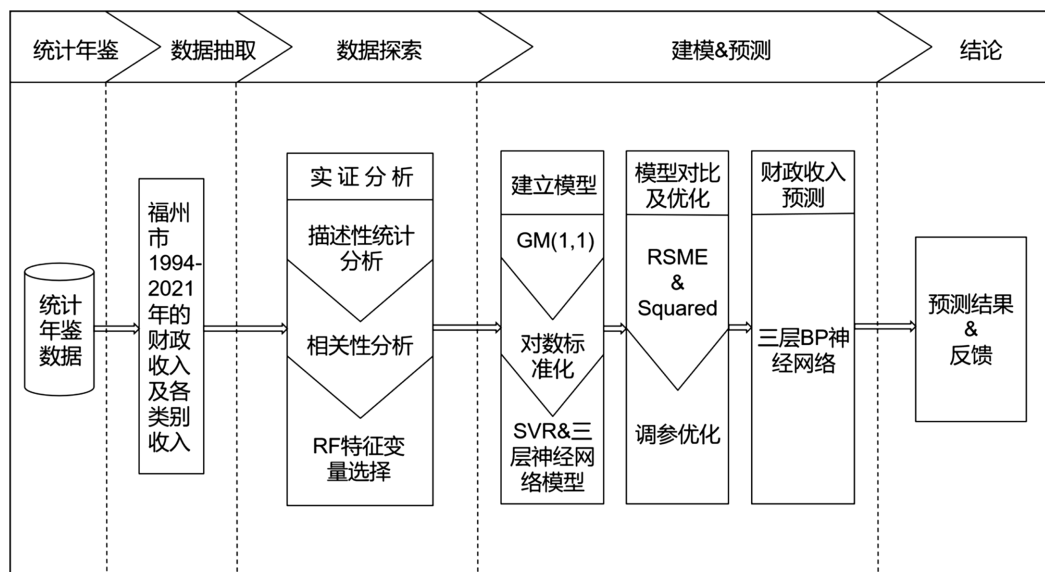 统计年鉴
数据抽取
数据探索
建模&预测
结论
统计
年鉴
数据
福州
市
1994-
2021
年的
财政
收入
及各
类别
收入
实证分析
描述性统计
分析
相关性分析
RF特征变
量选择
建立模型
GM(1,1)
对数标
准化
SVR&三
层神经网
络模型
模型对比
及优化
RSME
&
Squared
调参优化
财政收入
预测
三层BP神
经网络
预测结果
&
反馈